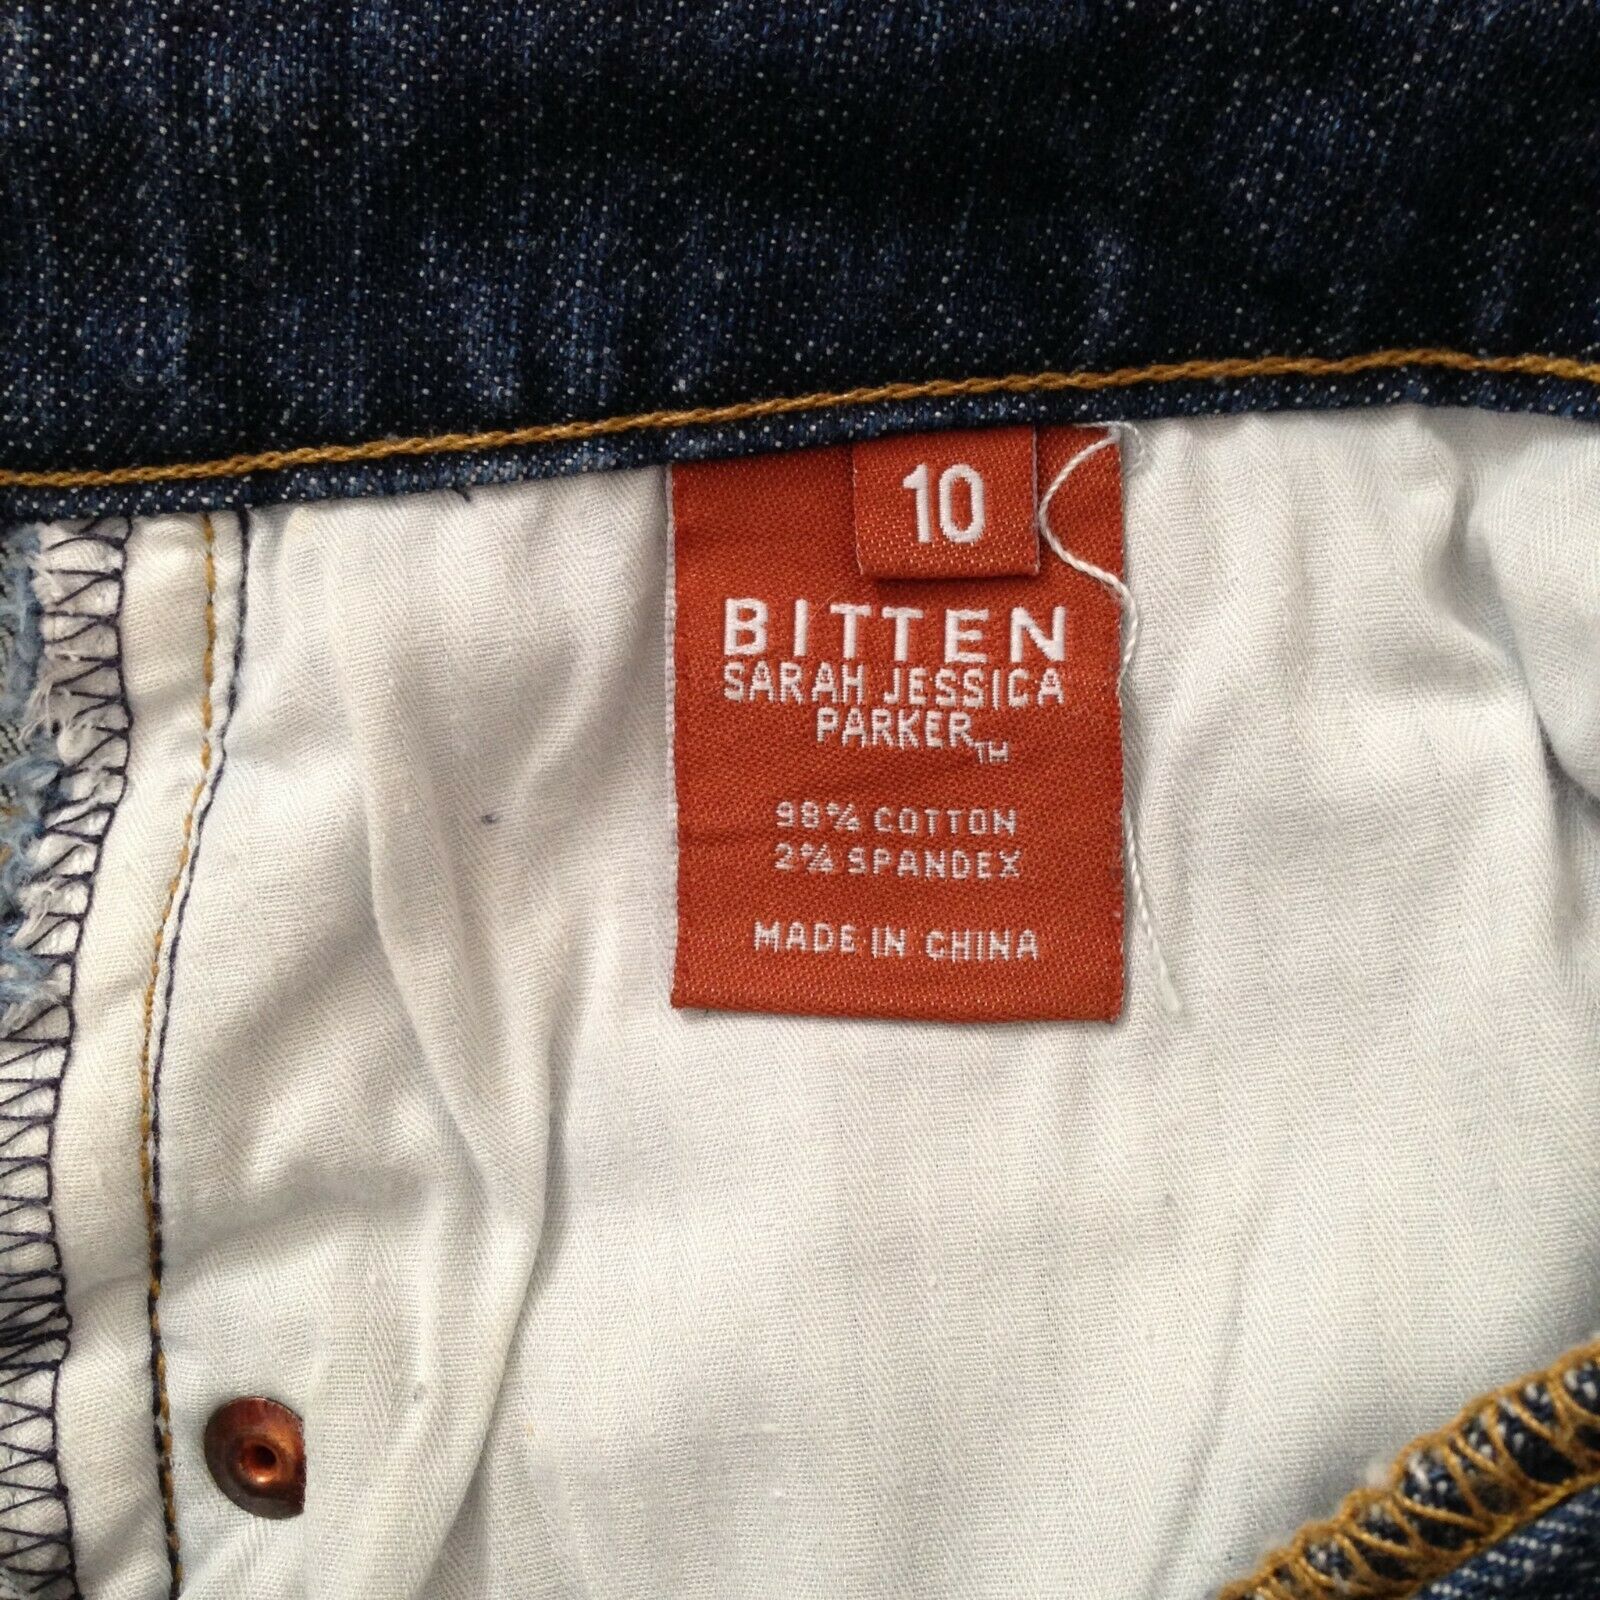 10
BITTEN
SARAH JESSICA
PARKER TM
98% COTTON
2% SPANDEX
MADE IN CHINA